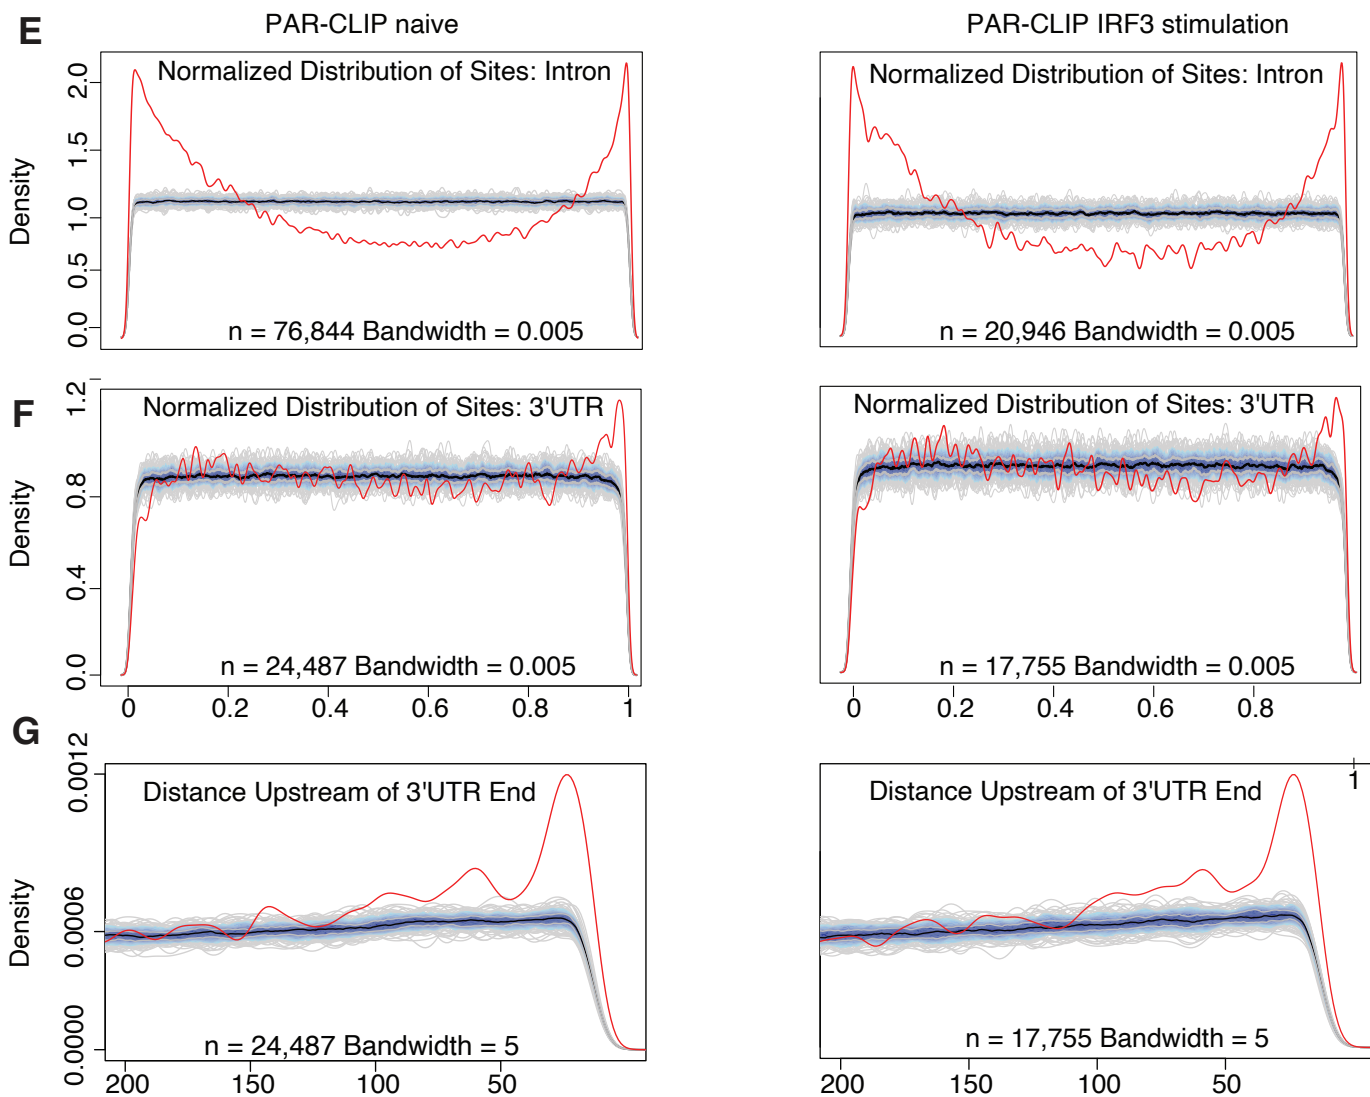 E
PAR-CLIP naive
PAR-CLIP IRF3 stimulation
Normalized Distribution of Sites: Intron
Normalized Distribution of Sites: Intron
Density
2.0
1.5
1.0
0.5
0.0
n = 76,844 Bandwidth = 0.005
n = 20,946 Bandwidth = 0.005
F
Normalized Distribution of Sites: 3'UTR
Normalized Distribution of Sites: 3'UTR
Density
1.2
0.8
0.4
0.0
n = 24,487 Bandwidth = 0.005
n = 17,755 Bandwidth = 0.005
0 0.2 0.4 0.6 0.8 1
0 0.2 0.4 0.6 0.8
1
G
Distance Upstream of 3'UTR End
Distance Upstream of 3'UTR End
Density
0.0012
0.0006
0.0000
n = 24,487 Bandwidth = 5
n = 17,755 Bandwidth = 5
200 150 100 50
200 150 100 50